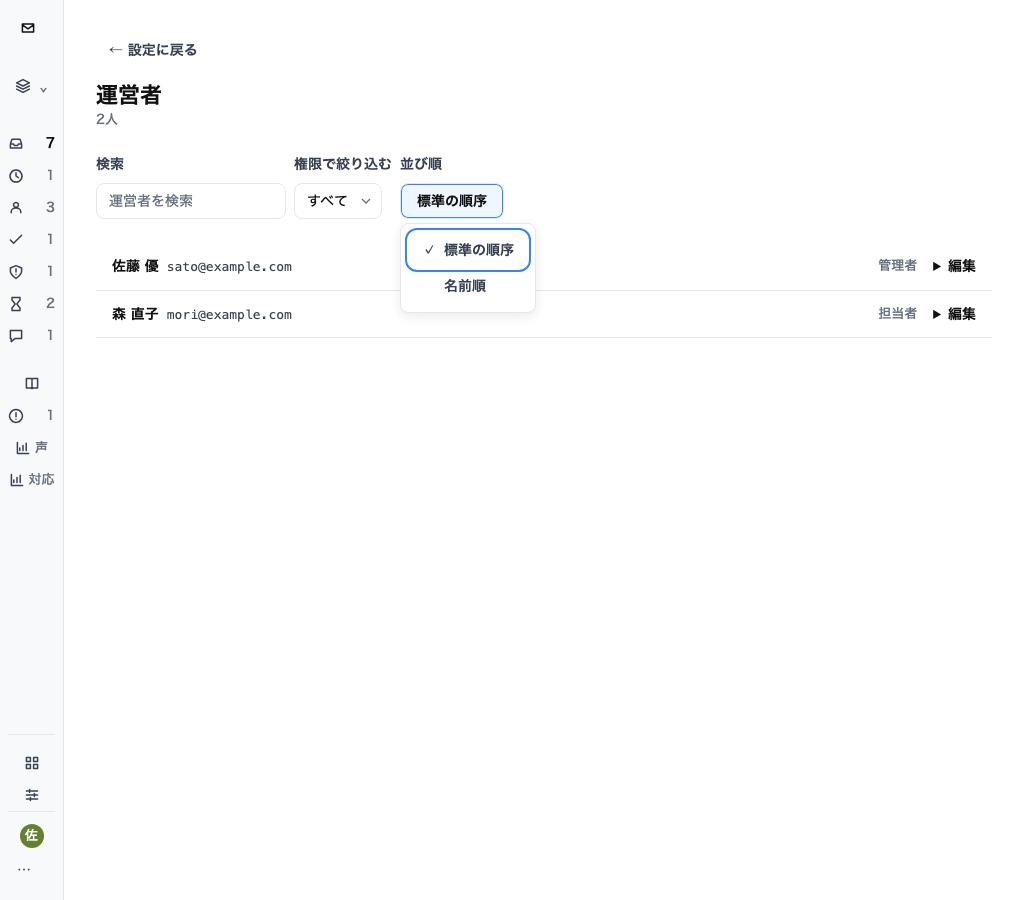 ← 設定に戻る
運営者
2人
検索
権限で絞り込む
並び順
運営者を検索
すべて
標準の順序
✓ 標準の順序
名前順
佐藤 優 sato@example.com 管理者 ▶ 編集
森 直子 mori@example.com 担当者 ▶ 編集
7
1
3
1
1
2
1
1
声
対応
佐
…